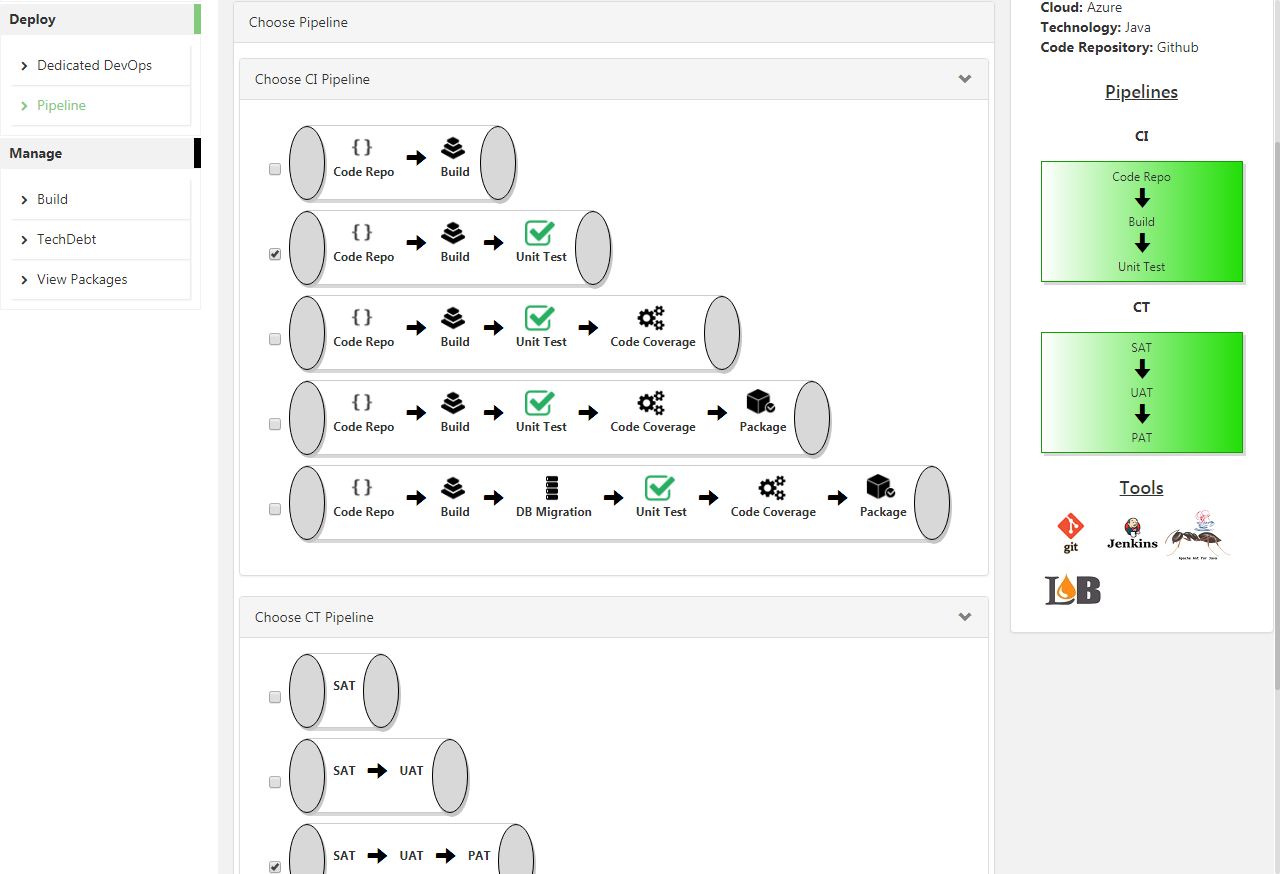 Deploy
Dedicated DevOps
Pipeline
Manage
Build
TechDebt
View Packages
Choose Pipeline
Choose CI Pipeline
{ }
Code Repo
Build
{ }
Code Repo
Build
Unit Test
{ }
Code Repo
Build
Unit Test
Code Coverage
{ }
Code Repo
Build
Unit Test
Code Coverage
Package
{ }
Code Repo
Build
DB Migration
Unit Test
Code Coverage
Package
Choose CT Pipeline
SAT
SAT
UAT
SAT
UAT
PAT
Cloud: Azure
Technology: Java
Code Repository: Github
Pipelines
CI
Code Repo
Build
Unit Test
CT
SAT
UAT
PAT
Tools
git
Jenkins
Apache Ant for Java
LB